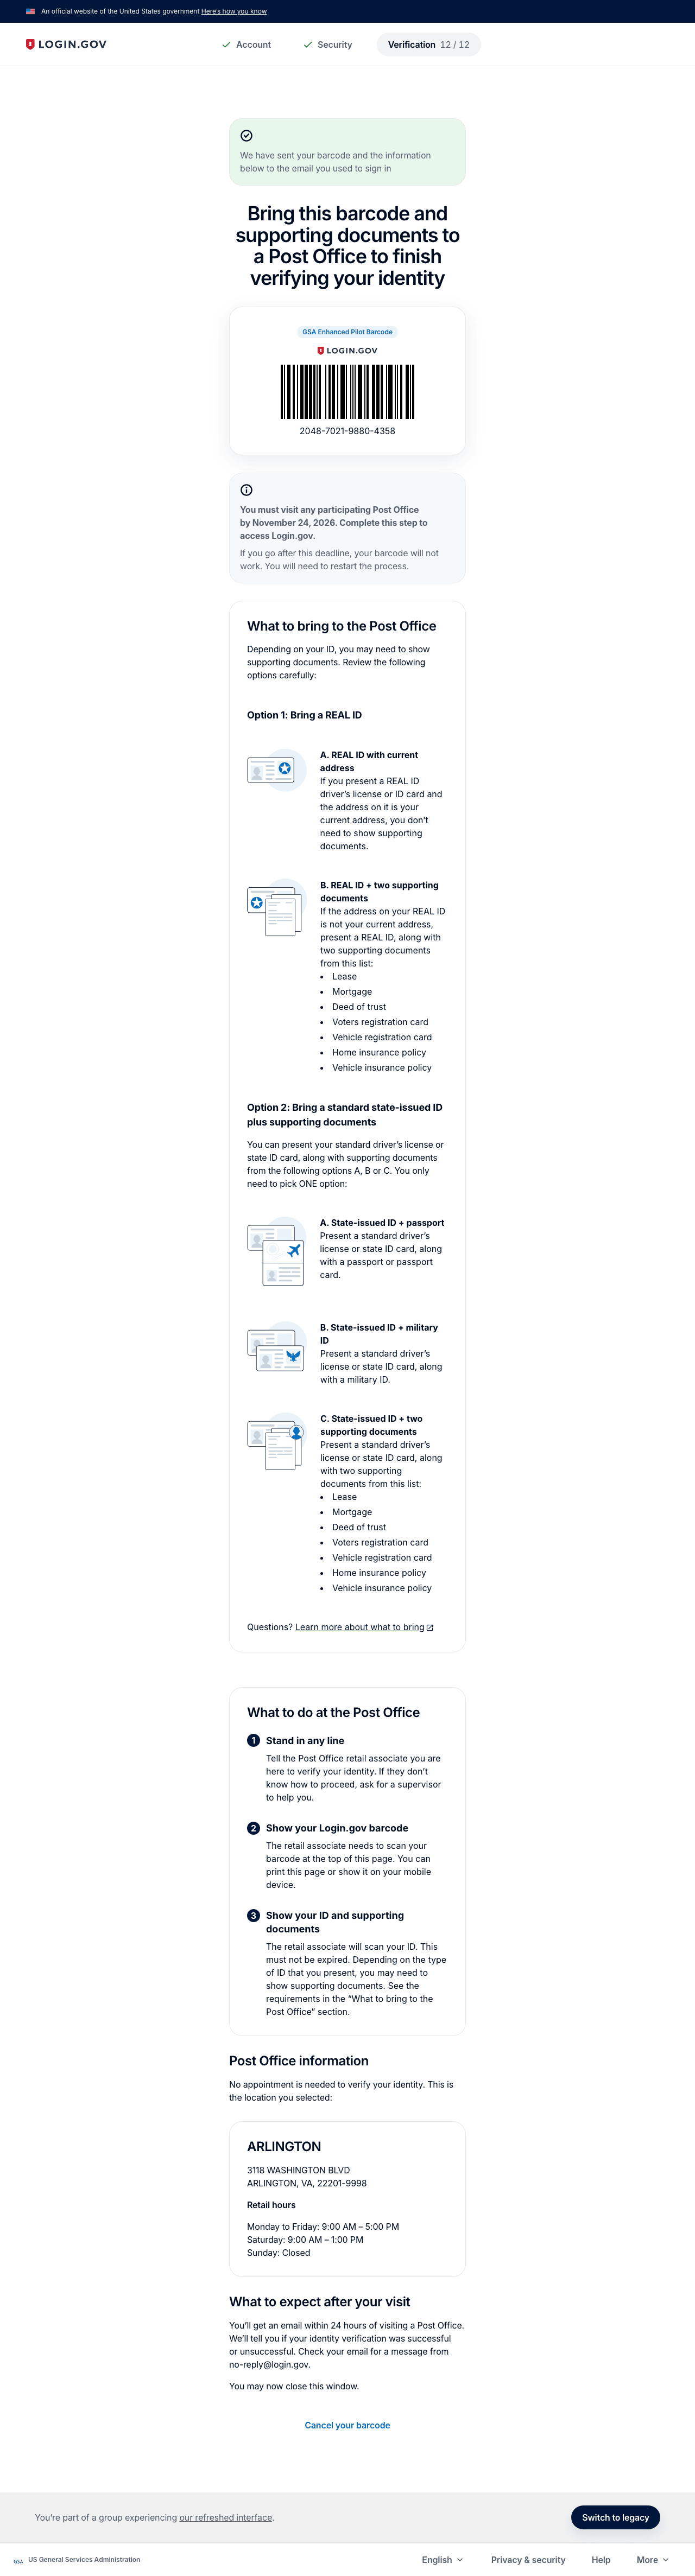 An official website of the United States government Here's how you know
LOGIN.GOV
Account
Security
Verification 12 / 12
We have sent your barcode and the information
below to the email you used to sign in
Bring this barcode and
supporting documents to
a Post Office to finish
verifying your identity
GSA Enhanced Pilot Barcode
LOGIN.GOV
2048-7021-9880-4358
You must visit any participating Post Office
by November 24, 2026. Complete this step to
access Login.gov.
If you go after this deadline, your barcode will not
work. You will need to restart the process.
What to bring to the Post Office
Depending on your ID, you may need to show
supporting documents. Review the following
options carefully:
Option 1: Bring a REAL ID
A. REAL ID with current
address
If you present a REAL ID
driver's license or ID card and
the address on it is your
current address, you don't
need to show supporting
documents.
B. REAL ID + two supporting
documents
If the address on your REAL ID
is not your current address,
present a REAL ID, along with
two supporting documents
from this list:
• Lease
• Mortgage
• Deed of trust
• Voters registration card
• Vehicle registration card
• Home insurance policy
• Vehicle insurance policy
Option 2: Bring a standard state-issued ID
plus supporting documents
You can present your standard driver's license or
state ID card, along with supporting documents
from the following options A, B or C. You only
need to pick ONE option:
A. State-issued ID + passport
Present a standard driver's
license or state ID card, along
with a passport or passport
card.
B. State-issued ID + military
ID
Present a standard driver's
license or state ID card, along
with a military ID.
C. State-issued ID + two
supporting documents
Present a standard driver's
license or state ID card, along
with two supporting
documents from this list:
• Lease
• Mortgage
• Deed of trust
• Voters registration card
• Vehicle registration card
• Home insurance policy
• Vehicle insurance policy
Questions? Learn more about what to bring
What to do at the Post Office
1 Stand in any line
Tell the Post Office retail associate you are
here to verify your identity. If they don't
know how to proceed, ask for a supervisor
to help you.
2 Show your Login.gov barcode
The retail associate needs to scan your
barcode at the top of this page. You can
print this page or show it on your mobile
device.
3 Show your ID and supporting
documents
The retail associate will scan your ID. This
must not be expired. Depending on the type
of ID that you present, you may need to
show supporting documents. See the
requirements in the "What to bring to the
Post Office" section.
Post Office information
No appointment is needed to verify your identity. This is
the location you selected:
ARLINGTON
3118 WASHINGTON BLVD
ARLINGTON, VA, 22201-9998
Retail hours
Monday to Friday: 9:00 AM – 5:00 PM
Saturday: 9:00 AM – 1:00 PM
Sunday: Closed
What to expect after your visit
You'll get an email within 24 hours of visiting a Post Office.
We'll tell you if your identity verification was successful
or unsuccessful. Check your email for a message from
no-reply@login.gov.
You may now close this window.
Cancel your barcode
You're part of a group experiencing our refreshed interface.
Switch to legacy
GSA US General Services Administration
English
Privacy & security
Help
More